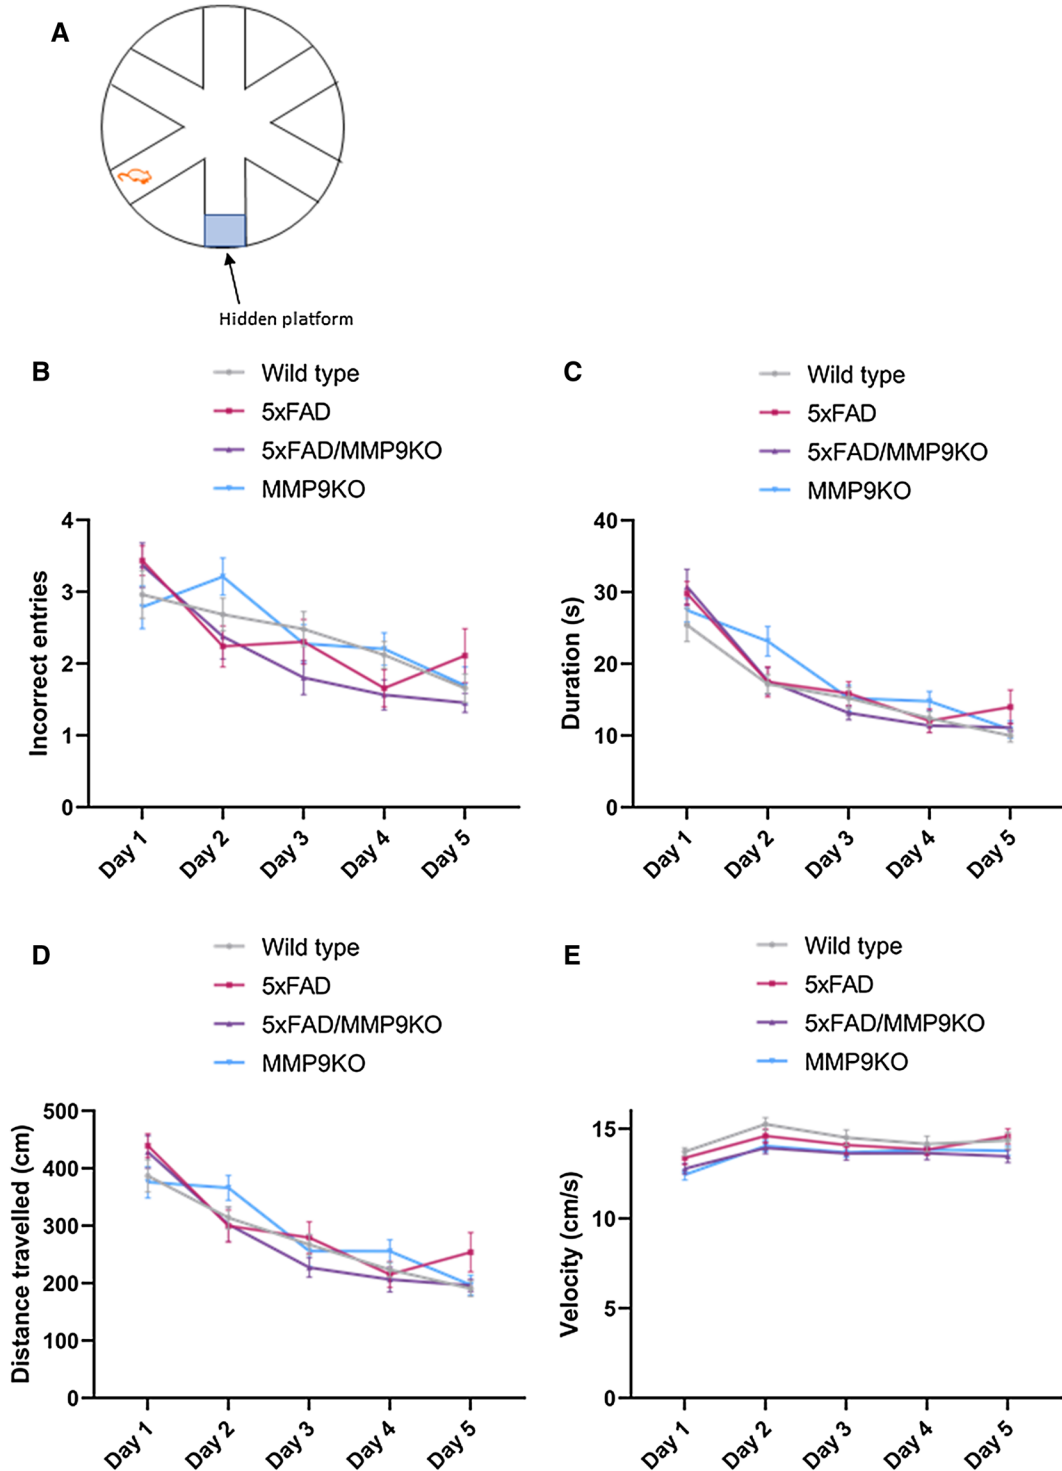 A
Hidden platform
B
Wild type
5xFAD
5xFAD/MMP9KO
MMP9KO
Incorrect entries
4
3
2
1
0
Day 1
Day 2
Day 3
Day 4
Day 5
C
Wild type
5xFAD
5xFAD/MMP9KO
MMP9KO
Duration (s)
40
30
20
10
0
Day 1
Day 2
Day 3
Day 4
Day 5
D
Wild type
5xFAD
5xFAD/MMP9KO
MMP9KO
Distance travelled (cm)
500
400
300
200
100
0
Day 1
Day 2
Day 3
Day 4
Day 5
E
Wild type
5xFAD
5xFAD/MMP9KO
MMP9KO
Velocity (cm/s)
15
10
5
0
Day 1
Day 2
Day 3
Day 4
Day 5